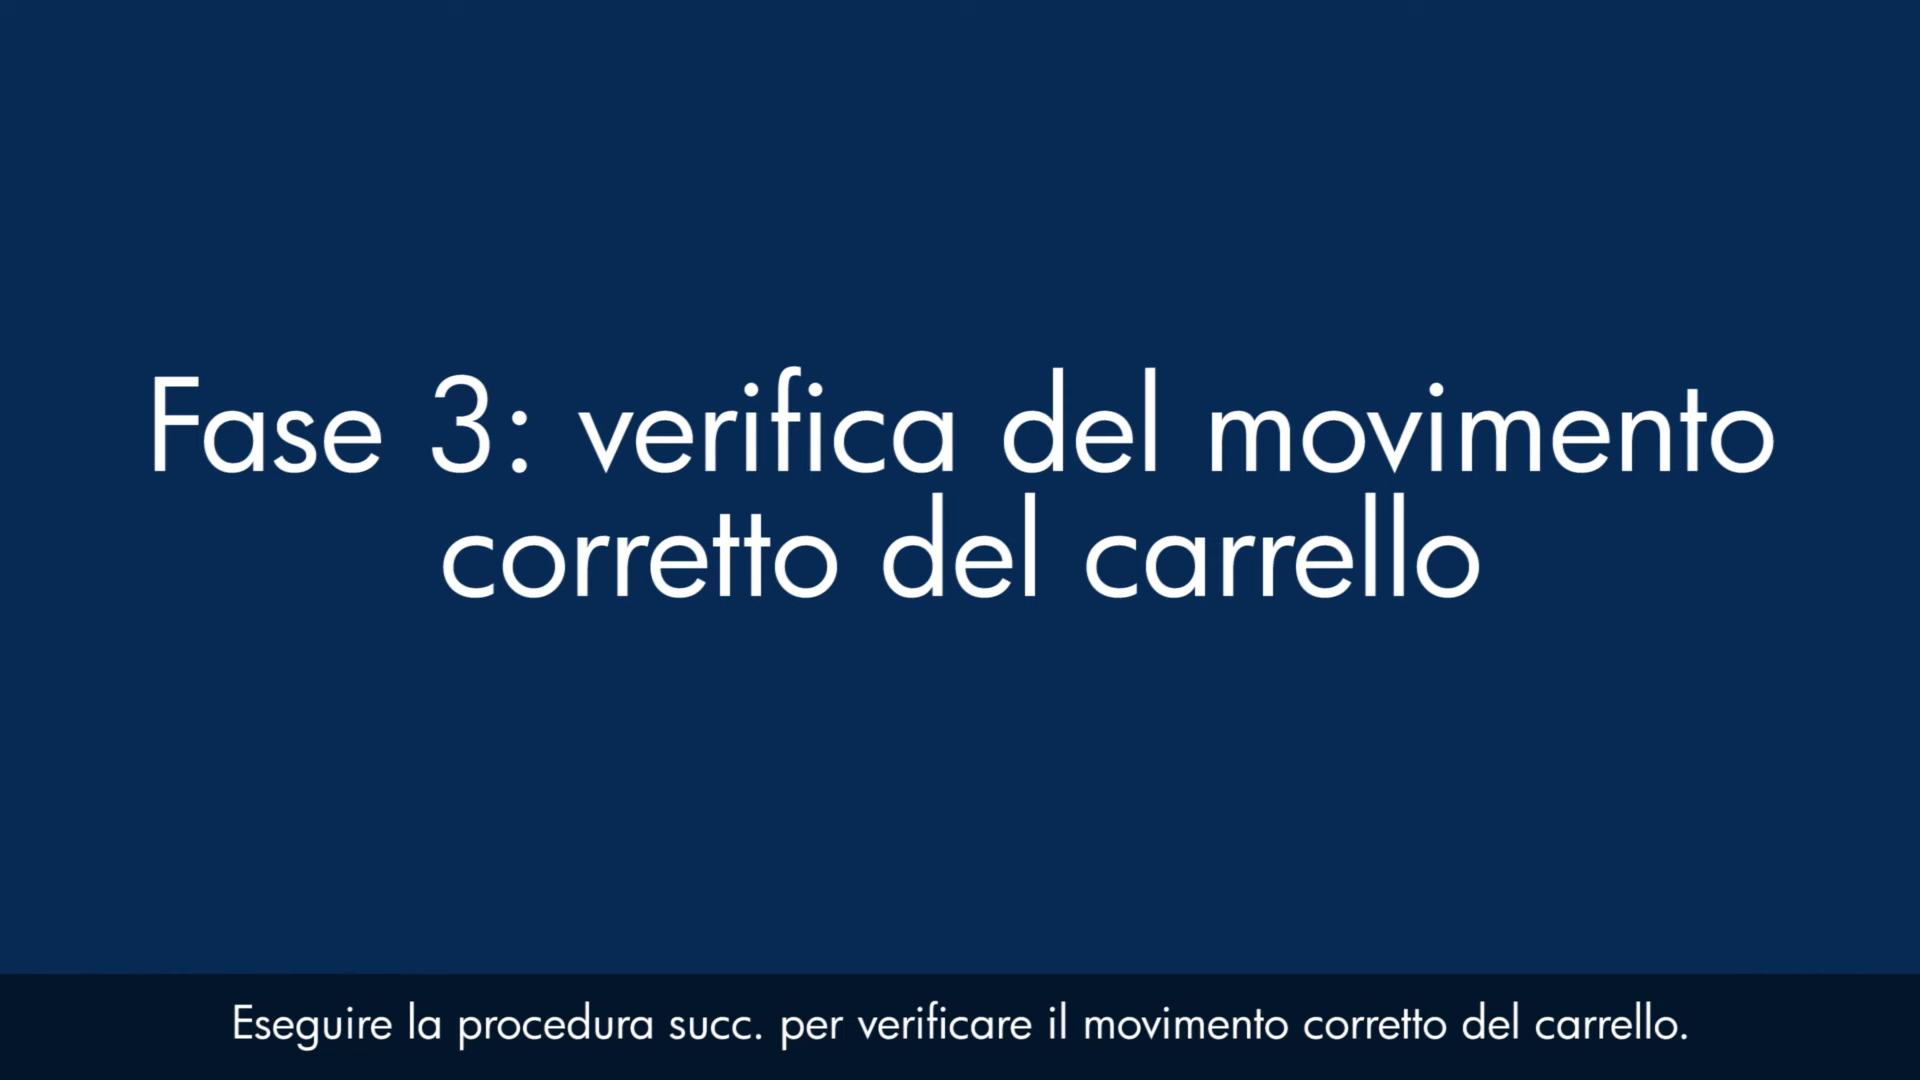 Fase 3: verifica del movimento
corretto del carrello
Eseguire la procedura succ. per verificare il movimento corretto del carrello.